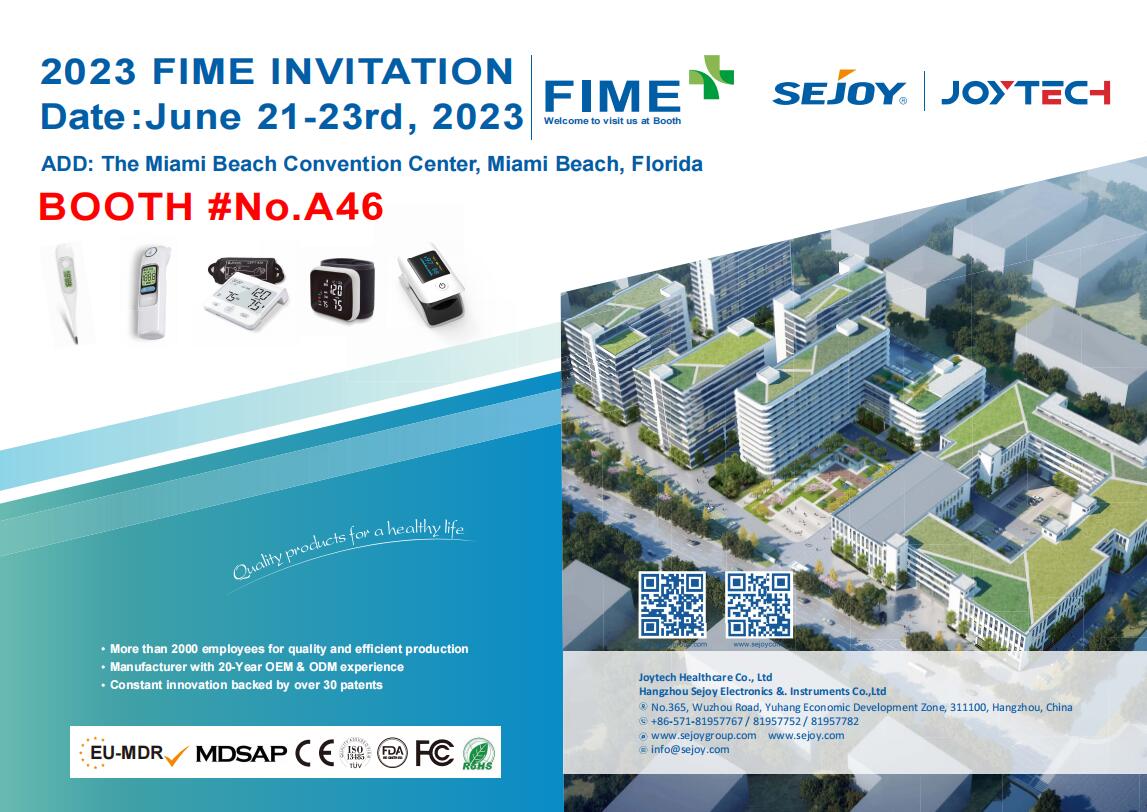 2023 FIME INVITATION
Date:June 21-23rd, 2023
FIME
Welcome to visit us at Booth
SEJOY®
JOYTECH
ADD: The Miami Beach Convention Center, Miami Beach, Florida
BOOTH #No.A46
Quality products for a healthy life
• More than 2000 employees for quality and efficient production
• Manufacturer with 20-Year OEM & ODM experience
• Constant innovation backed by over 30 patents
EU-MDR
MDSAP
CE
ISO
13485
TÜV
FDA
FC
RoHS
Joytech Healthcare Co., Ltd
Hangzhou Sejoy Electronics &. Instruments Co.,Ltd
No.365, Wuzhou Road, Yuhang Economic Development Zone, 311100, Hangzhou, China
+86-571-81957767 / 81957752 / 81957782
www.sejoygroup.com www.sejoy.com
info@sejoy.com